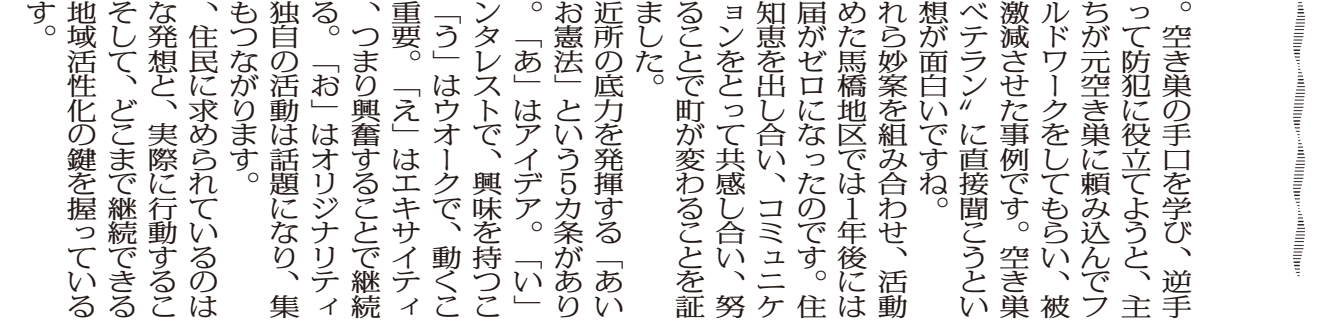 。空き巣の手口を学び、逆手
って防犯に役立てようと、主
ちが元空き巣に頼み込んでフ
ルドワークをしてもらい、被
激減させた事例です。空き巣
ベテラン〟に直接聞こうとい
想が面白いですね。
れら妙案を組み合わせ、活動
めた馬橋地区では1年後には
届がゼロになったのです。住
知恵を出し合い、コミュニケ
ョンをとって共感し合い、努
ることで町が変わることを証
ました。
近所の底力を発揮する「あい
お憲法」という5カ条があり
。「あ」はアイデア。「い」
ンタレストで、興味を持つこ
「う」はウオークで、動くこ
重要。「え」はエキサイティ
、つまり興奮することで継続
る。「お」はオリジナリティ
独自の活動は話題になり、集
もつながります。
、住民に求められているのは
な発想と、実際に行動するこ
そして、どこまで継続できる
地域活性化の鍵を握っている
す。